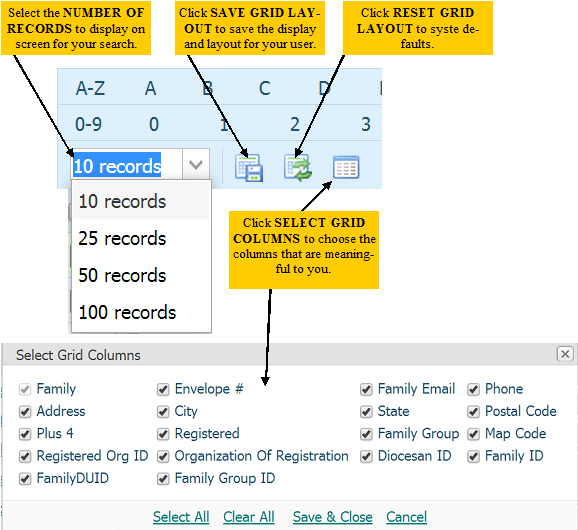 Select the NUMBER OF
RECORDS to display on
screen for your search.
Click SAVE GRID LAY-
OUT to save the display
and layout for your user.
Click RESET GRID
LAYOUT to syste de-
faults.
A-Z A B C D
0-9 0 1 2 3
10 records
10 records
25 records
50 records
100 records
Click SELECT GRID
COLUMNS to choose the
columns that are meaning-
ful to you.
Select Grid Columns
Family Envelope # Family Email Phone
Address City State Postal Code
Plus 4 Registered Family Group Map Code
Registered Org ID Organization Of Registration Diocesan ID Family ID
FamilyDUID Family Group ID
Select All Clear All Save & Close Cancel